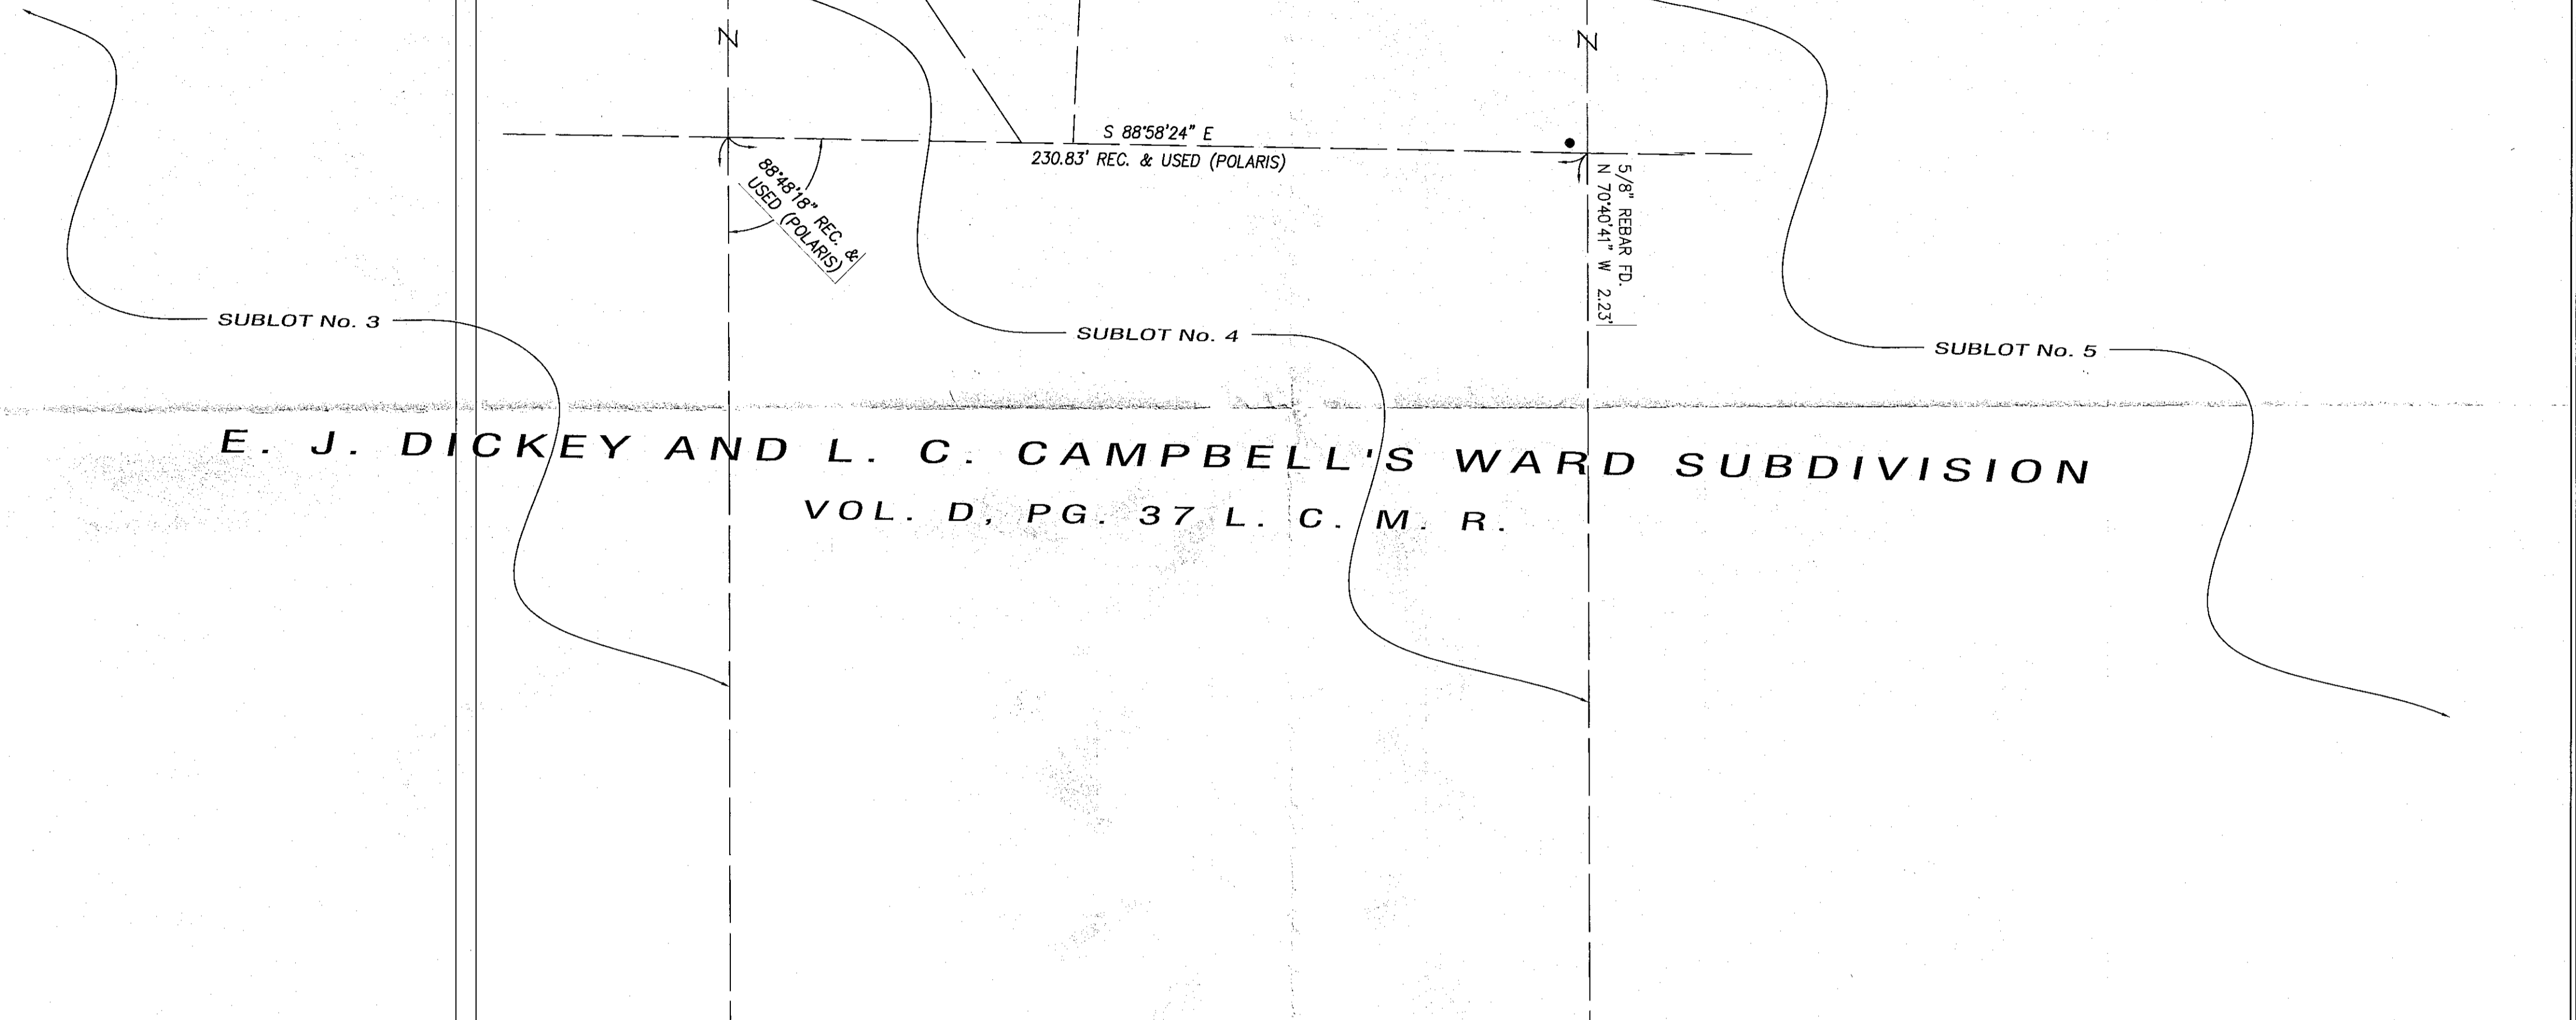 N
N
S 88°58'24" E
230.83' REC. & USED (POLARIS)
88°48'18" REC. &
USED (POLARIS)
5/8" REBAR FD.
N 70°40'41" W 2.23'
SUBLOT No. 3
SUBLOT No. 4
SUBLOT No. 5
E. J. DICKEY AND L. C. CAMPBELL'S WARD SUBDIVISION
VOL. D, PG. 37 L. C. M. R.